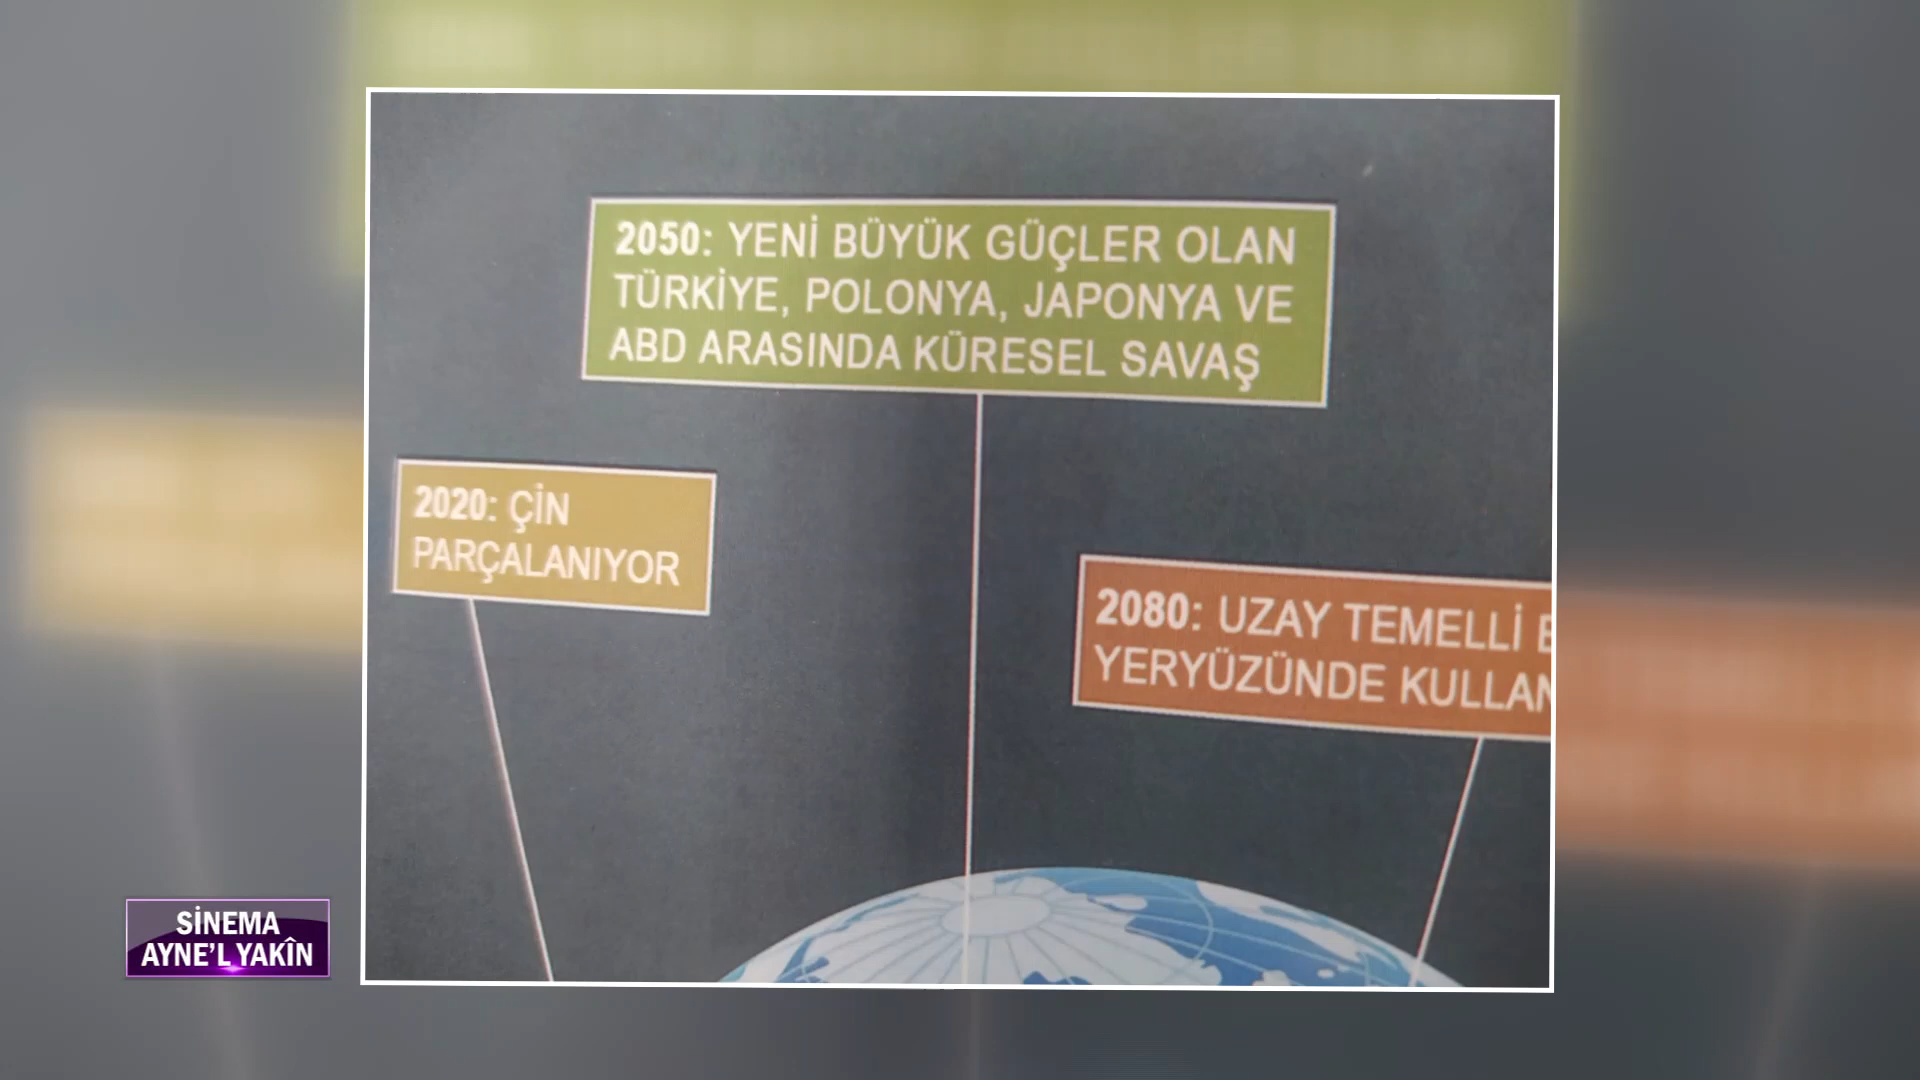 2050: YENİ BÜYÜK GÜÇLER OLAN
TÜRKİYE, POLONYA, JAPONYA VE
ABD ARASINDA KÜRESEL SAVAŞ
2020: ÇİN
PARÇALANIYOR
2080: UZAY TEMELLİ
YERYÜZÜNDE
SİNEMA
AYNE'L YAKÎN